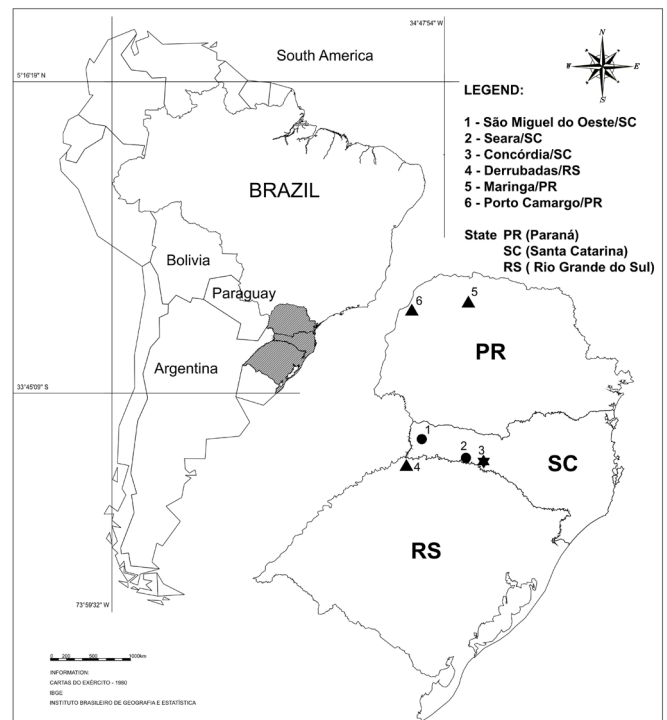 34°47'54" W
South America
5°16'19" N
N
W
E
S
LEGEND:
1 - São Miguel do Oeste/SC
2 - Seara/SC
3 - Concórdia/SC
4 - Derrubadas/RS
5 - Maringa/PR
6 - Porto Camargo/PR
State PR (Paraná)
SC (Santa Catarina)
RS ( Rio Grande do Sul)
BRAZIL
Bolivia
Paraguay
Argentina
33°45'09" S
6
5
PR
1
2
3
4
SC
RS
73°59'32" W
0 200 500 1000km
INFORMATION:
CARTAS DO EXÉRCITO - 1980
IBGE
INSTITUTO BRASILEIRO DE GEOGRAFIA E ESTATÍSTICA